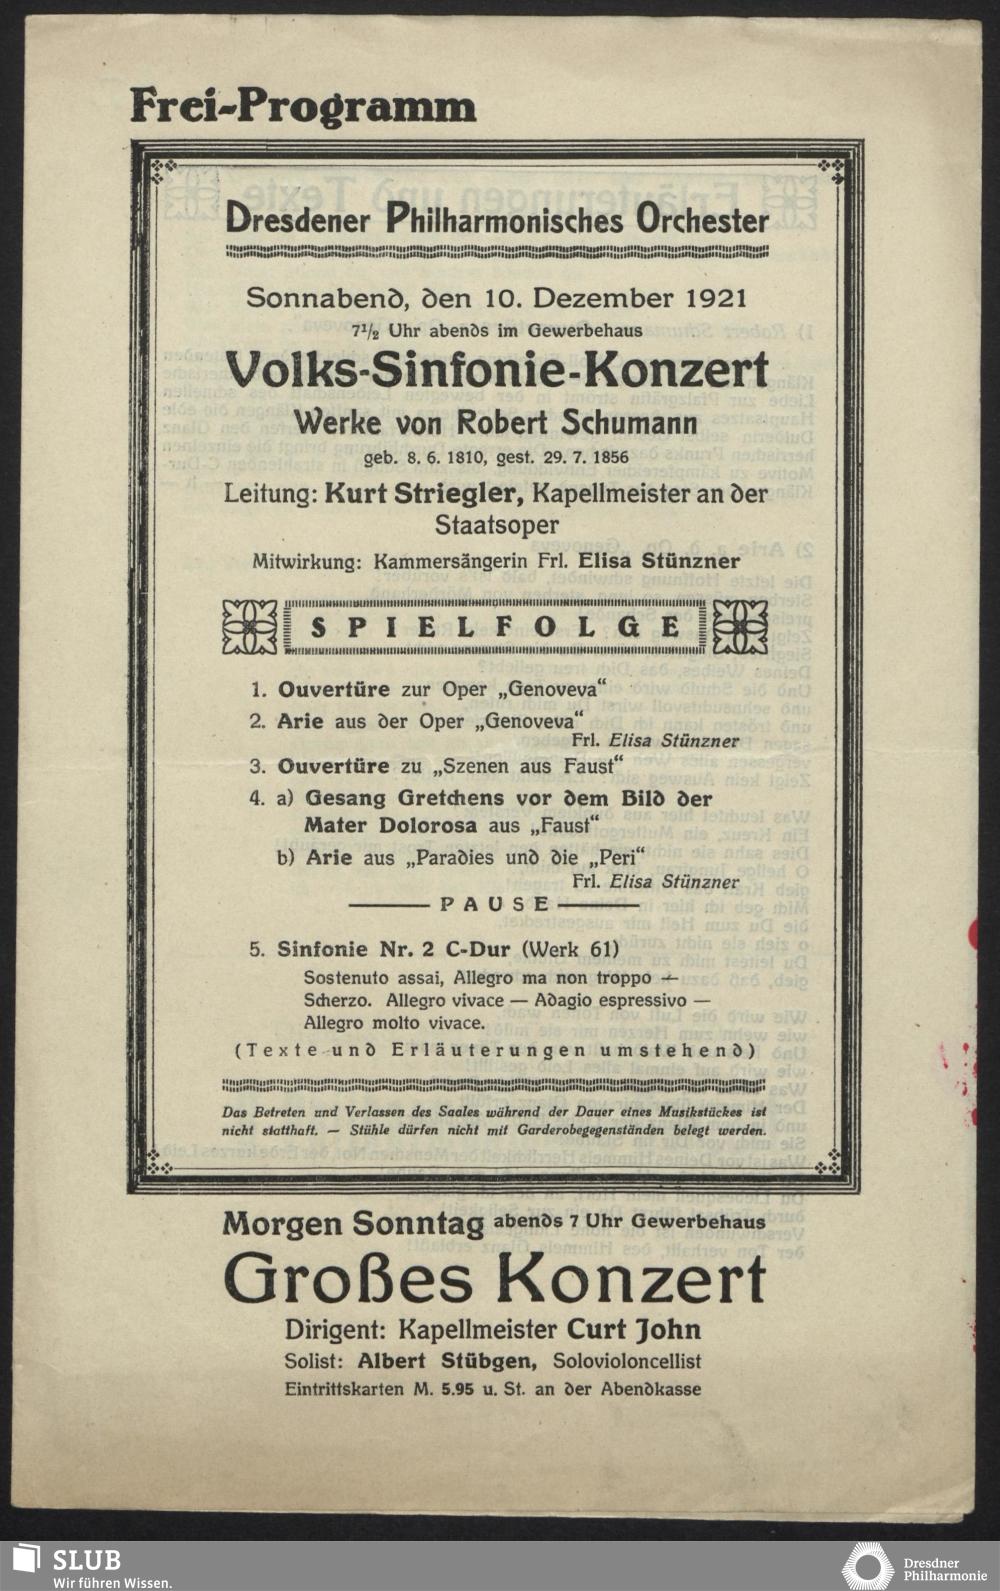 Frei-Programm
Dresdener Philharmonisches Orchester
Sonnabend, den 10. Dezember 1921
7½ Uhr abends im Gewerbehaus
Volks-Sinfonie-Konzert
Werke von Robert Schumann
geb. 8. 6. 1810, gest. 29. 7. 1856
Leitung: Kurt Striegler, Kapellmeister an der
Staatsoper
Mitwirkung: Kammersängerin Frl. Elisa Stünzner
SPIELFOLGE
1. Ouvertüre zur Oper „Genoveva“
2. Arie aus der Oper „Genoveva“
Frl. Elisa Stünzner
3. Ouvertüre zu „Szenen aus Faust“
4. a) Gesang Gretchens vor dem Bild der
Mater Dolorosa aus „Faust“
b) Arie aus „Paradies und die „Peri“
Frl. Elisa Stünzner
PAUSE
5. Sinfonie Nr. 2 C-Dur (Werk 61)
Sostenuto assai, Allegro ma non troppo —
Scherzo. Allegro vivace — Adagio espressivo —
Allegro molto vivace.
(Texte und Erläuterungen umstehend)
Das Betreten und Verlassen des Saales während der Dauer eines Musikstückes ist
nicht statthaft. — Stühle dürfen nicht mit Garderobegegenständen belegt werden.
Morgen Sonntag abends 7 Uhr Gewerbehaus
Großes Konzert
Dirigent: Kapellmeister Curt John
Solist: Albert Stübgen, Solovioloncellist
Eintrittskarten M. 5.95 u. St. an der Abendkasse
SLUB
Wir führen Wissen.
Dresdner
Philharmonie